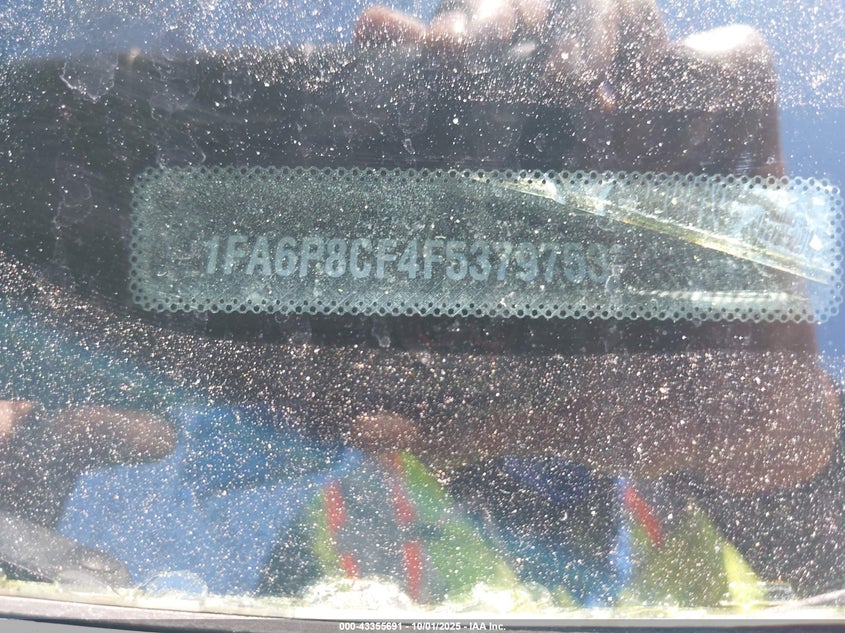 1FA6P8CF4F5379753
000-43355691 - 10/01/2025 - IAA Inc.